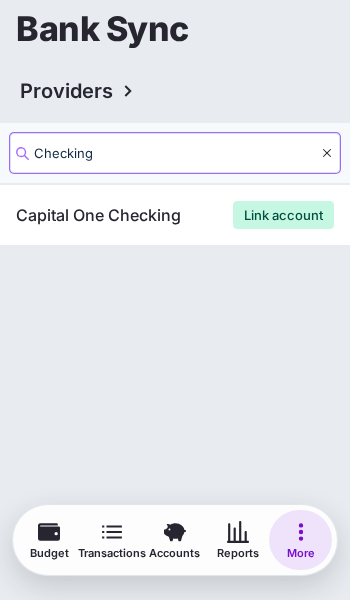 Bank Sync
Providers
Checking
Capital One Checking
Link account
Budget
Transactions
Accounts
Reports
More